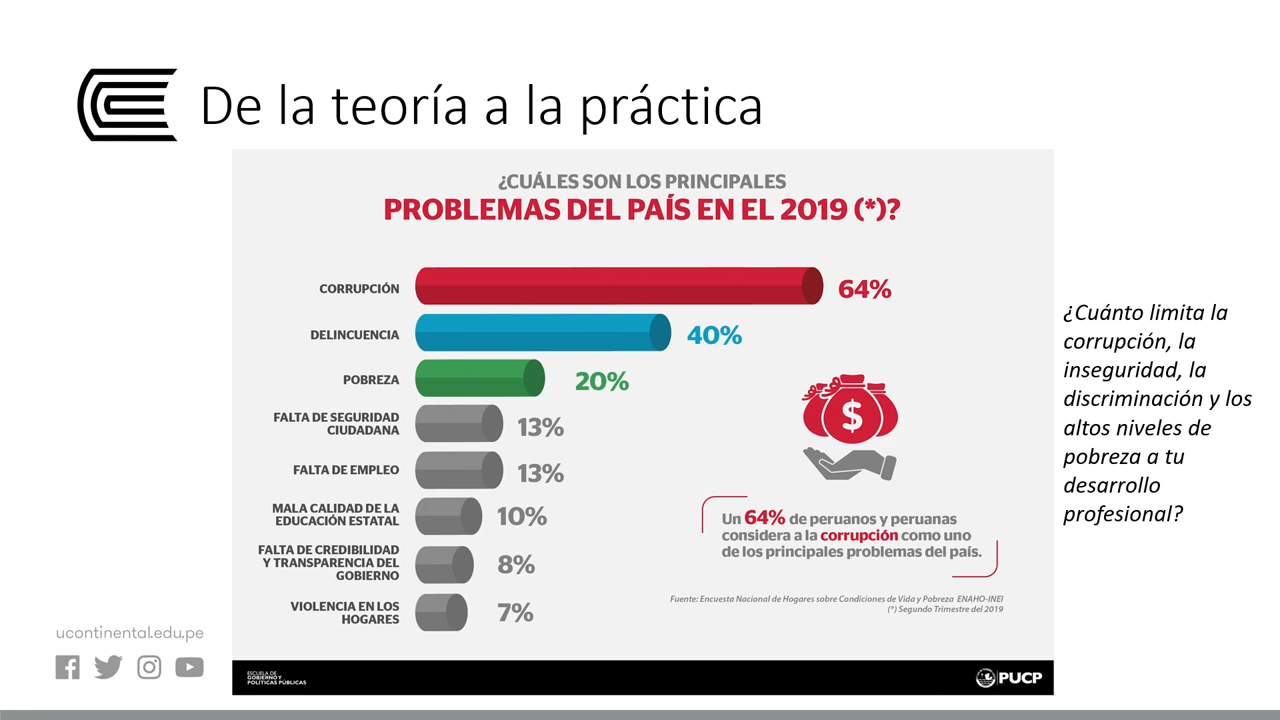 De la teoría a la práctica
¿CUÁLES SON LOS PRINCIPALES
PROBLEMAS DEL PAÍS EN EL 2019 (*)?
CORRUPCIÓN
64%
DELINCUENCIA
40%
POBREZA
20%
FALTA DE SEGURIDAD
CIUDADANA
13%
FALTA DE EMPLEO
13%
MALA CALIDAD DE LA
EDUCACIÓN ESTATAL
10%
FALTA DE CREDIBILIDAD
Y TRANSPARENCIA DEL
GOBIERNO
8%
VIOLENCIA EN LOS
HOGARES
7%
$
Un 64% de peruanos y peruanas
considera a la corrupción como uno
de los principales problemas del país.
Fuente: Encuesta Nacional de Hogares sobre Condiciones de Vida y Pobreza ENAHO-INEI
(*) Segundo Trimestre del 2019
¿Cuánto limita la
corrupción, la
inseguridad, la
discriminación y los
altos niveles de
pobreza a tu
desarrollo
profesional?
ucontinental.edu.pe
ESCUELA DE
GOBIERNO Y
POLÍTICAS PÚBLICAS
PUCP